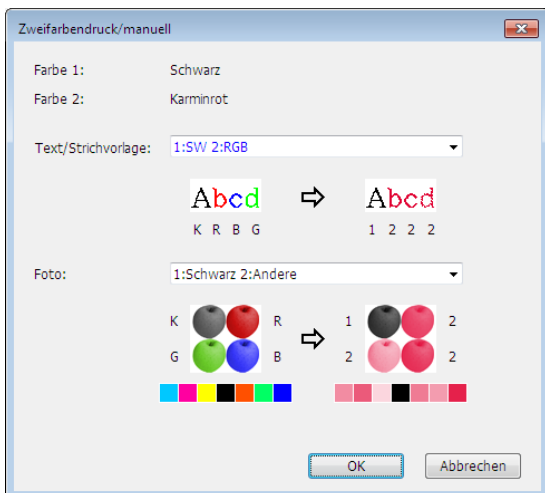 Zweifarbendruck/manuell
Farbe 1: Schwarz
Farbe 2: Karminrot
Text/Strichvorlage: 1:SW 2:RGB
Abcd Abcd
K R B G 1 2 2 2
Foto: 1:Schwarz 2:Andere
K R 1 2
G B 2 2
OK Abbrechen